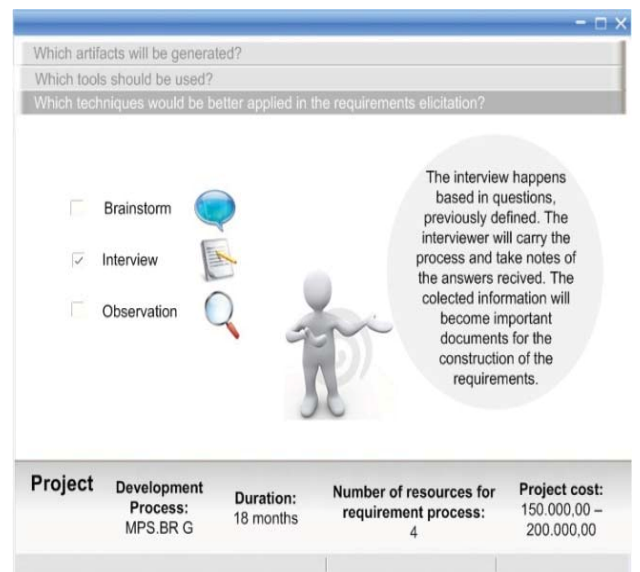 Which artifacts will be generated?
Which tools should be used?
Which techniques would be better applied in the requirements elicitation?
Brainstorm
Interview
Observation
The interview happens
based in questions,
previously defined. The
interviewer will carry the
process and take notes of
the answers recived. The
colected information will
become important
documents for the
construction of the
requirements.
Project
Development
Process:
MPS.BR G
Duration:
18 months
Number of resources for
requirement process:
4
Project cost:
150.000,00 –
200.000,00